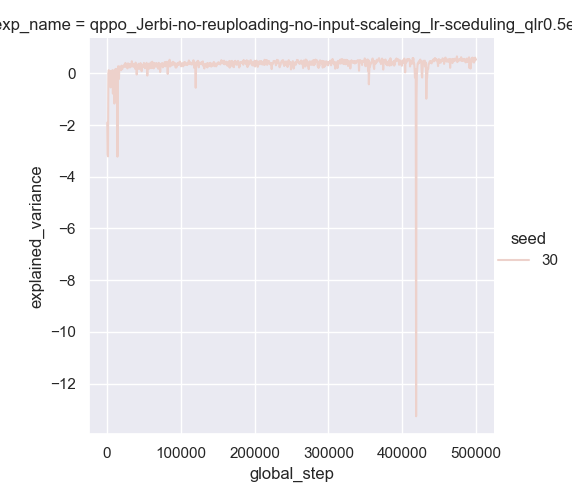 exp_name = qppo_Jerbi-no-reuploading-no-input-scaleing_lr-sceduling_qlr0.5e
0
−2
−4
−6
−8
−10
−12
explained_variance
0 100000 200000 300000 400000 500000
global_step
seed
30